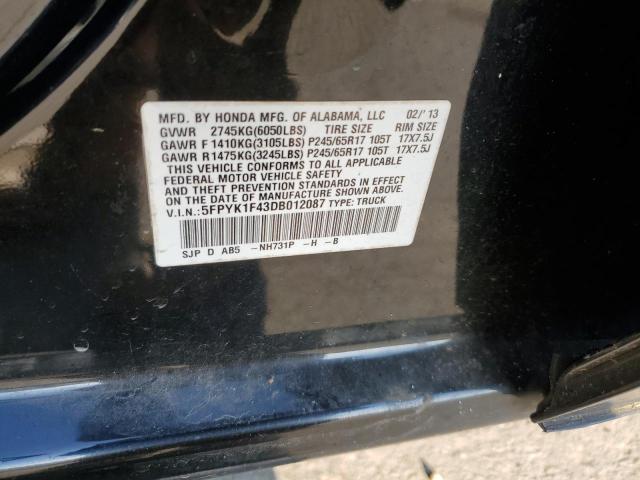 MFD. BY HONDA MFG. OF ALABAMA, LLC 02/'13
GVWR 2745KG(6050LBS) TIRE SIZE RIM SIZE
GAWR F 1410KG(3105LBS) P245/65R17 105T 17X7.5J
GAWR R1475KG(3245LBS) P245/65R17 105T 17X7.5J
THIS VEHICLE CONFORMS TO ALL APPLICABLE
FEDERAL MOTOR VEHICLE SAFETY AND
THEFT PREVENTION STANDARDS IN EFFECT
ON THE DATE OF MANUFACTURE SHOWN ABOVE.
V.I.N.: 5FPYK1F43DB012087 TYPE: TRUCK
SJP D AB5 -NH731P -H -B